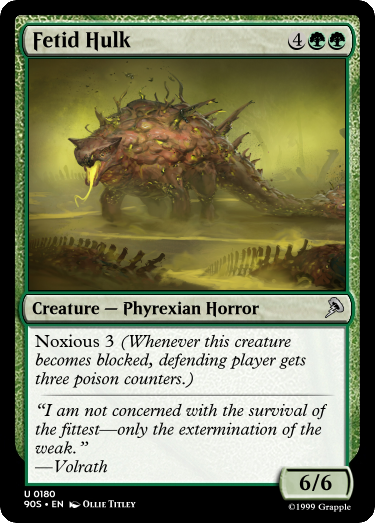 Fetid Hulk 4
Creature — Phyrexian Horror
Noxious 3 (Whenever this creature
becomes blocked, defending player gets
three poison counters.)
“I am not concerned with the survival of
the fittest—only the extermination of the
weak.”
—Volrath
6/6
U 0180
90S • EN OLLIE TITLEY
©1999 Grapple